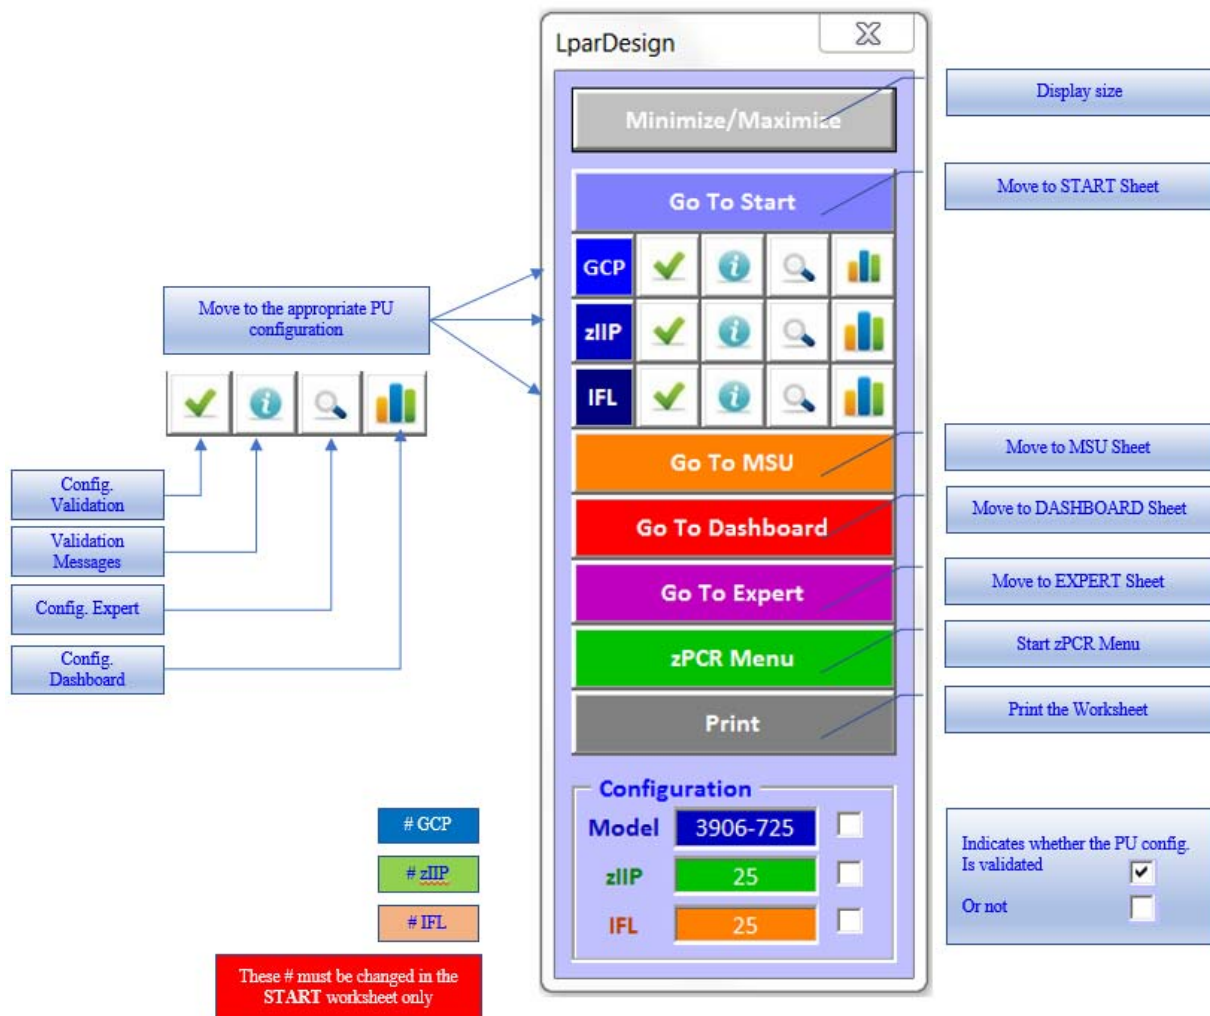 LparDesign
Minimize/Maximize
Display size
Go To Start
Move to START Sheet
GCP
zIIP
IFL
Move to the appropriate PU
configuration
Config.
Validation
Validation
Messages
Config. Expert
Config.
Dashboard
Go To MSU
Move to MSU Sheet
Go To Dashboard
Move to DASHBOARD Sheet
Go To Expert
Move to EXPERT Sheet
zPCR Menu
Start zPCR Menu
Print
Print the Worksheet
Configuration
Model 3906-725
zIIP 25
IFL 25
# GCP
# zIIP
# IFL
These # must be changed in the
START worksheet only
Indicates whether the PU config.
Is validated
Or not